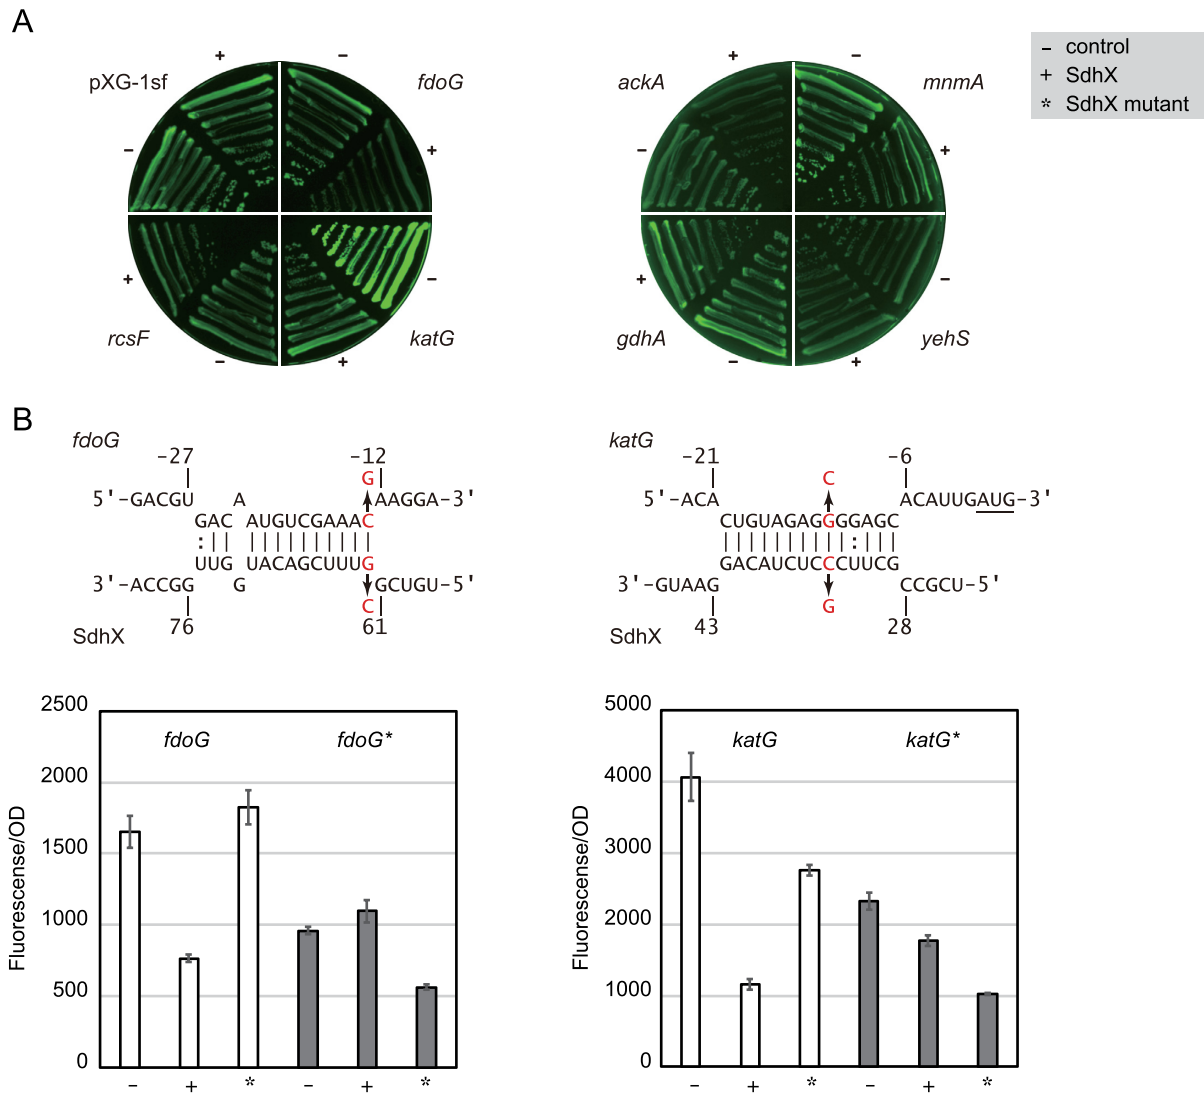 A
+
−
+
−
− control
+ SdhX
* SdhX mutant
pXG-1sf
fdoG
ackA
mnmA
−
+
−
+
+
−
+
−
rcsF
katG
gdhA
yehS
−
+
−
+
B
fdoG
katG
-27
-12
-21
-6
G
C
5'-GACGU
A
AAGGA-3'
5'-ACA
ACAUUGAUG-3'
GAC AUGUCGAAAC
CUGUAGAGGGGAGC
UUG UACAGCUUUG
GACAUCUCCCUUCG
3'-ACCGG
G
GCUGU-5'
3'-GUAAG
CCGCU-5'
C
G
76
61
43
28
SdhX
SdhX
2500
2000
1500
1000
500
0
Fluorescense/OD
fdoG
fdoG*
− + * − + *
5000
4000
3000
2000
1000
0
Fluorescense/OD
katG
katG*
− + * − + *